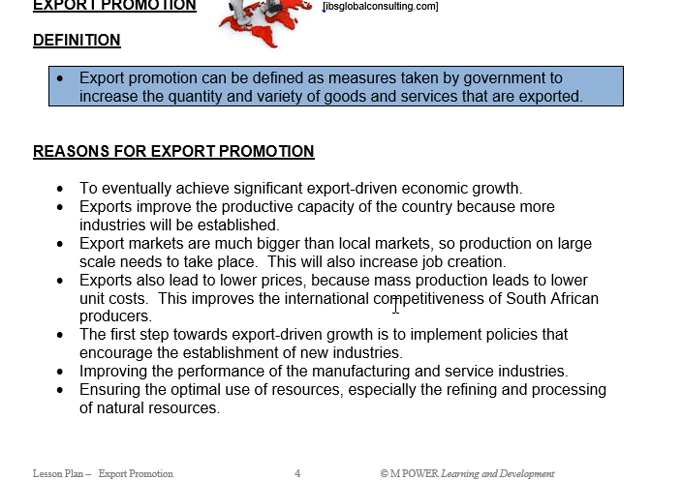 EXPORT PROMOTION
[ibsglobalconsulting.com]
DEFINITION
• Export promotion can be defined as measures taken by government to
increase the quantity and variety of goods and services that are exported.
REASONS FOR EXPORT PROMOTION
• To eventually achieve significant export-driven economic growth.
• Exports improve the productive capacity of the country because more
industries will be established.
• Export markets are much bigger than local markets, so production on large
scale needs to take place.  This will also increase job creation.
• Exports also lead to lower prices, because mass production leads to lower
unit costs.  This improves the international competitiveness of South African
producers.
• The first step towards export-driven growth is to implement policies that
encourage the establishment of new industries.
• Improving the performance of the manufacturing and service industries.
• Ensuring the optimal use of resources, especially the refining and processing
of natural resources.
Lesson Plan – Export Promotion 4 © M POWER Learning and Development